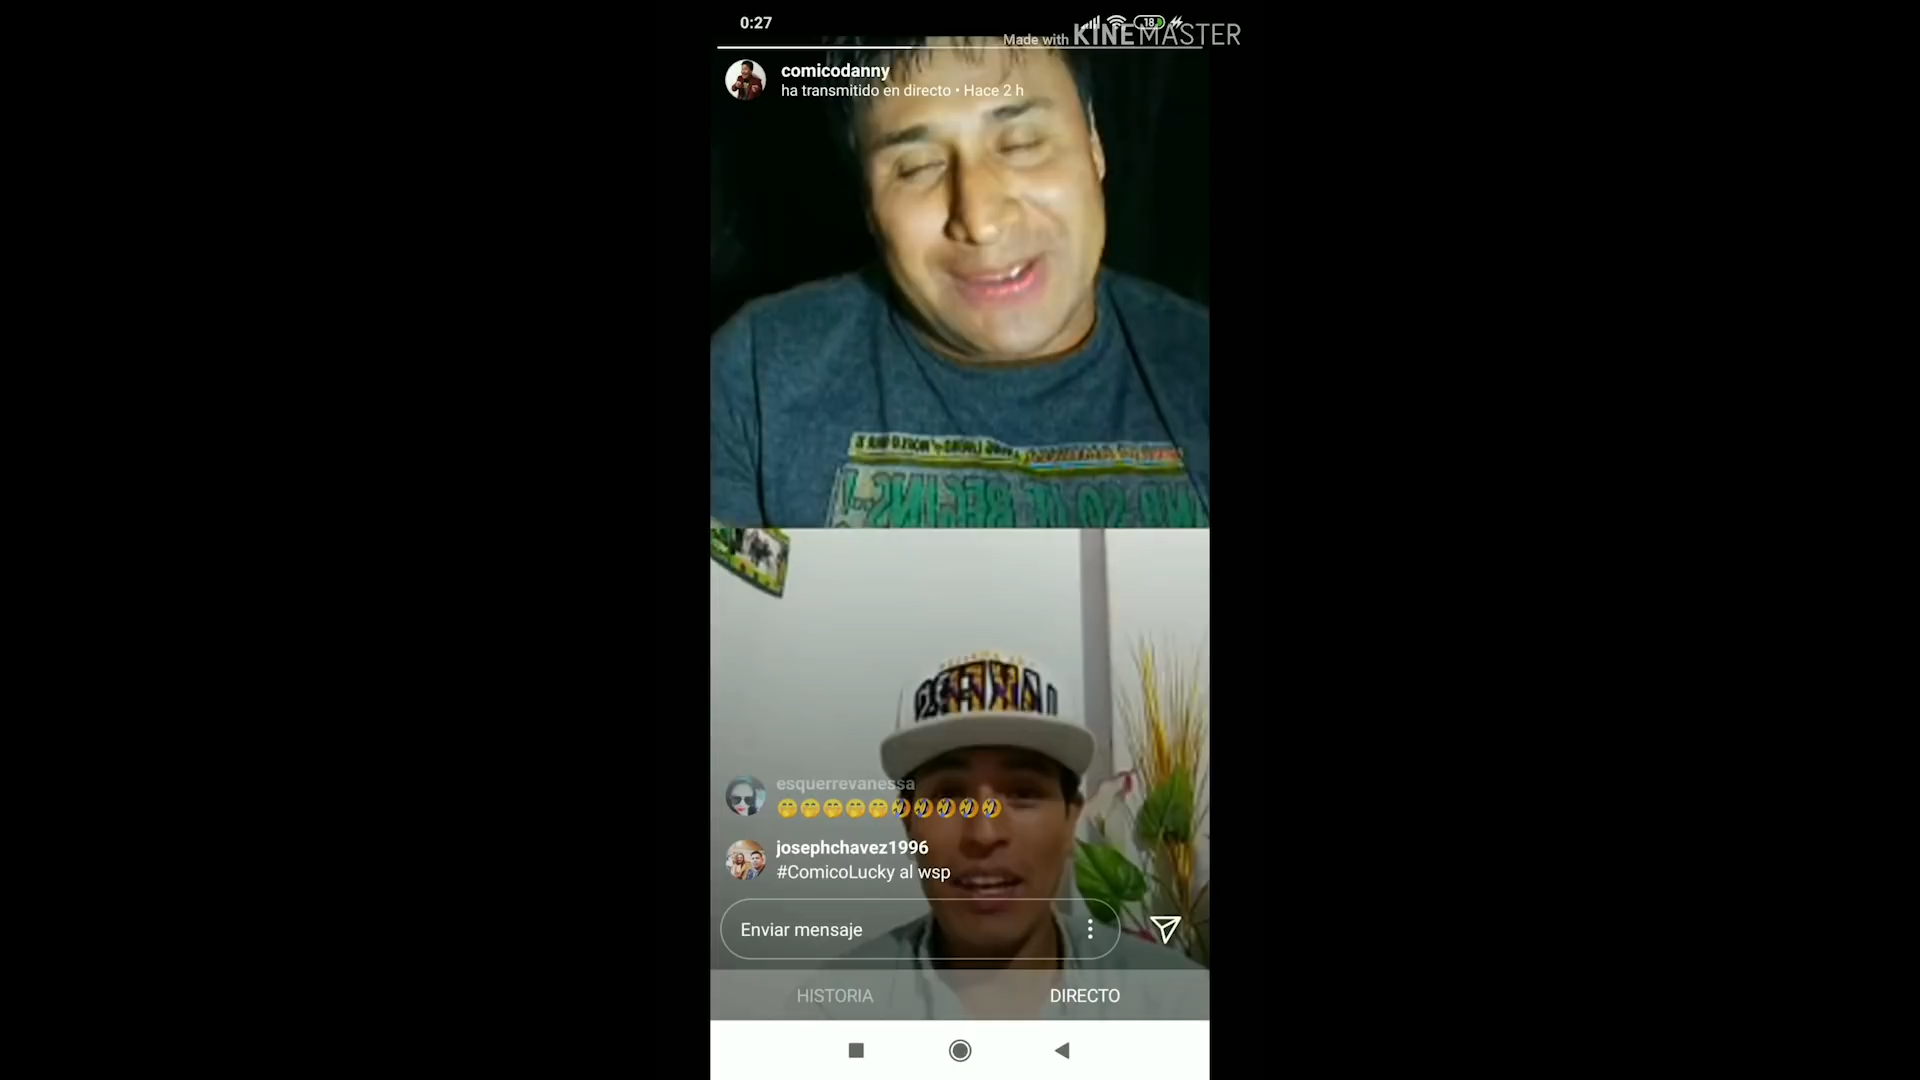 0:27
18
Made with KINEMASTER
comicodanny
ha transmitido en directo • Hace 2 h
esquerrevanessa
🤭🤭🤭🤭🤭🤣🤣🤣🤣🤣
josephchavez1996
#ComicoLucky al wsp
Enviar mensaje
HISTORIA
DIRECTO